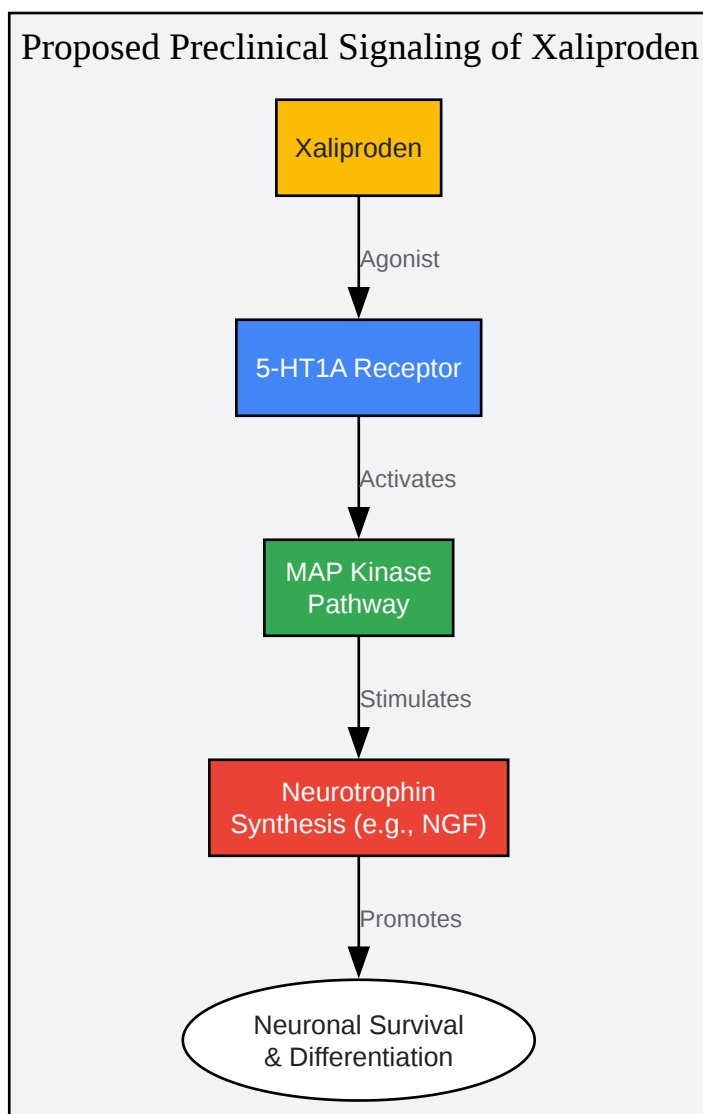 Proposed Preclinical Signaling of Xaliproden
Xaliproden
Agonist
5-HT1A Receptor
Activates
MAP Kinase
Pathway
Stimulates
Neurotrophin
Synthesis (e.g., NGF)
Promotes
Neuronal Survival
& Differentiation